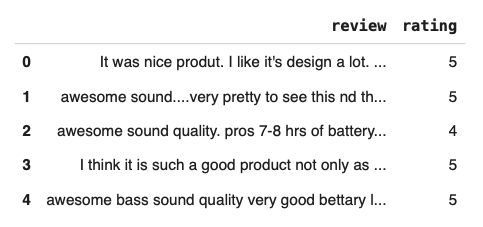 review rating
0 It was nice produt. I like it's design a lot. ... 5
1 awesome sound....very pretty to see this nd th... 5
2 awesome sound quality. pros 7-8 hrs of battery... 4
3 I think it is such a good product not only as ... 5
4 awesome bass sound quality very good bettary l... 5